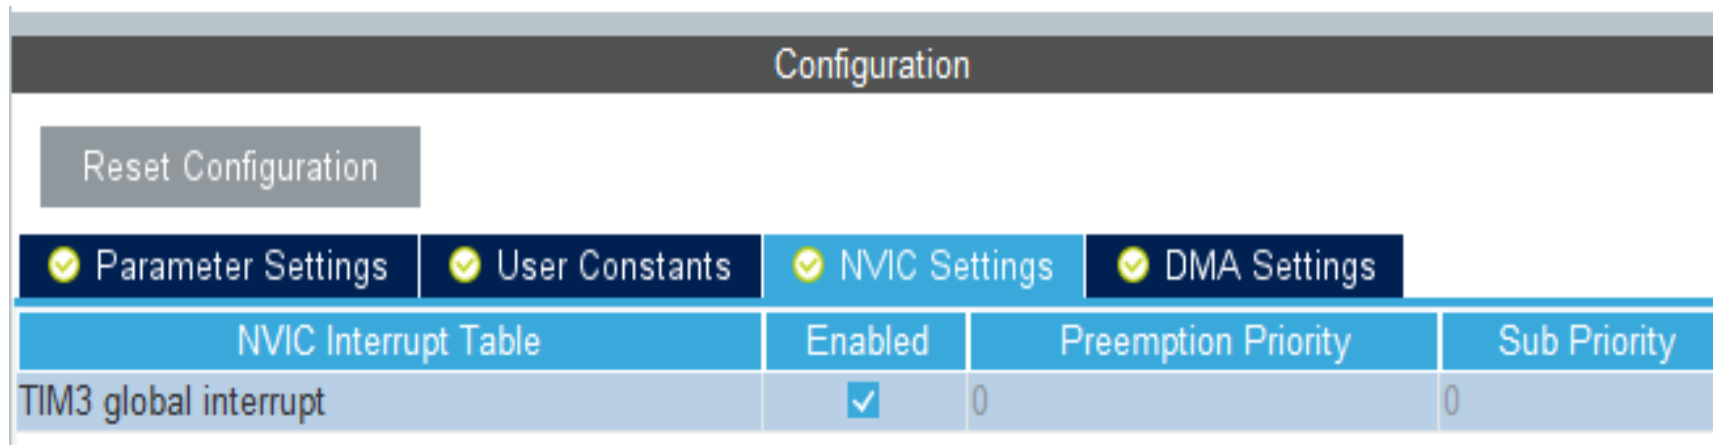 Configuration
Reset Configuration
Parameter Settings User Constants NVIC Settings DMA Settings
NVIC Interrupt Table Enabled Preemption Priority Sub Priority
TIM3 global interrupt 0 0